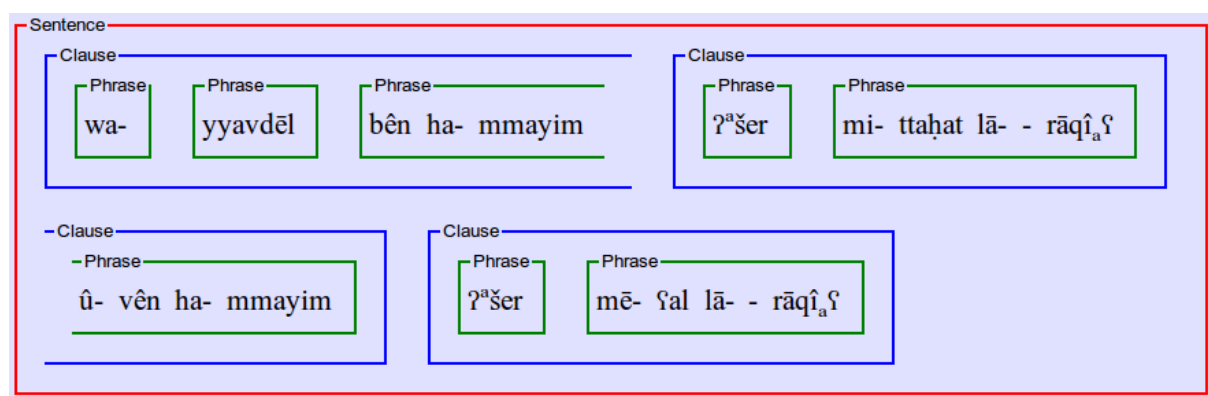 Sentence
Clause Clause
Phrase Phrase Phrase Phrase Phrase
wa- yyavdēl bên ha- mmayim ʔᵃšer mi- ttaḥat lā- - rāqîₐʕ
Clause Clause
Phrase Phrase Phrase
û- vên ha- mmayim ʔᵃšer mē- ʕal lā- - rāqîₐʕ